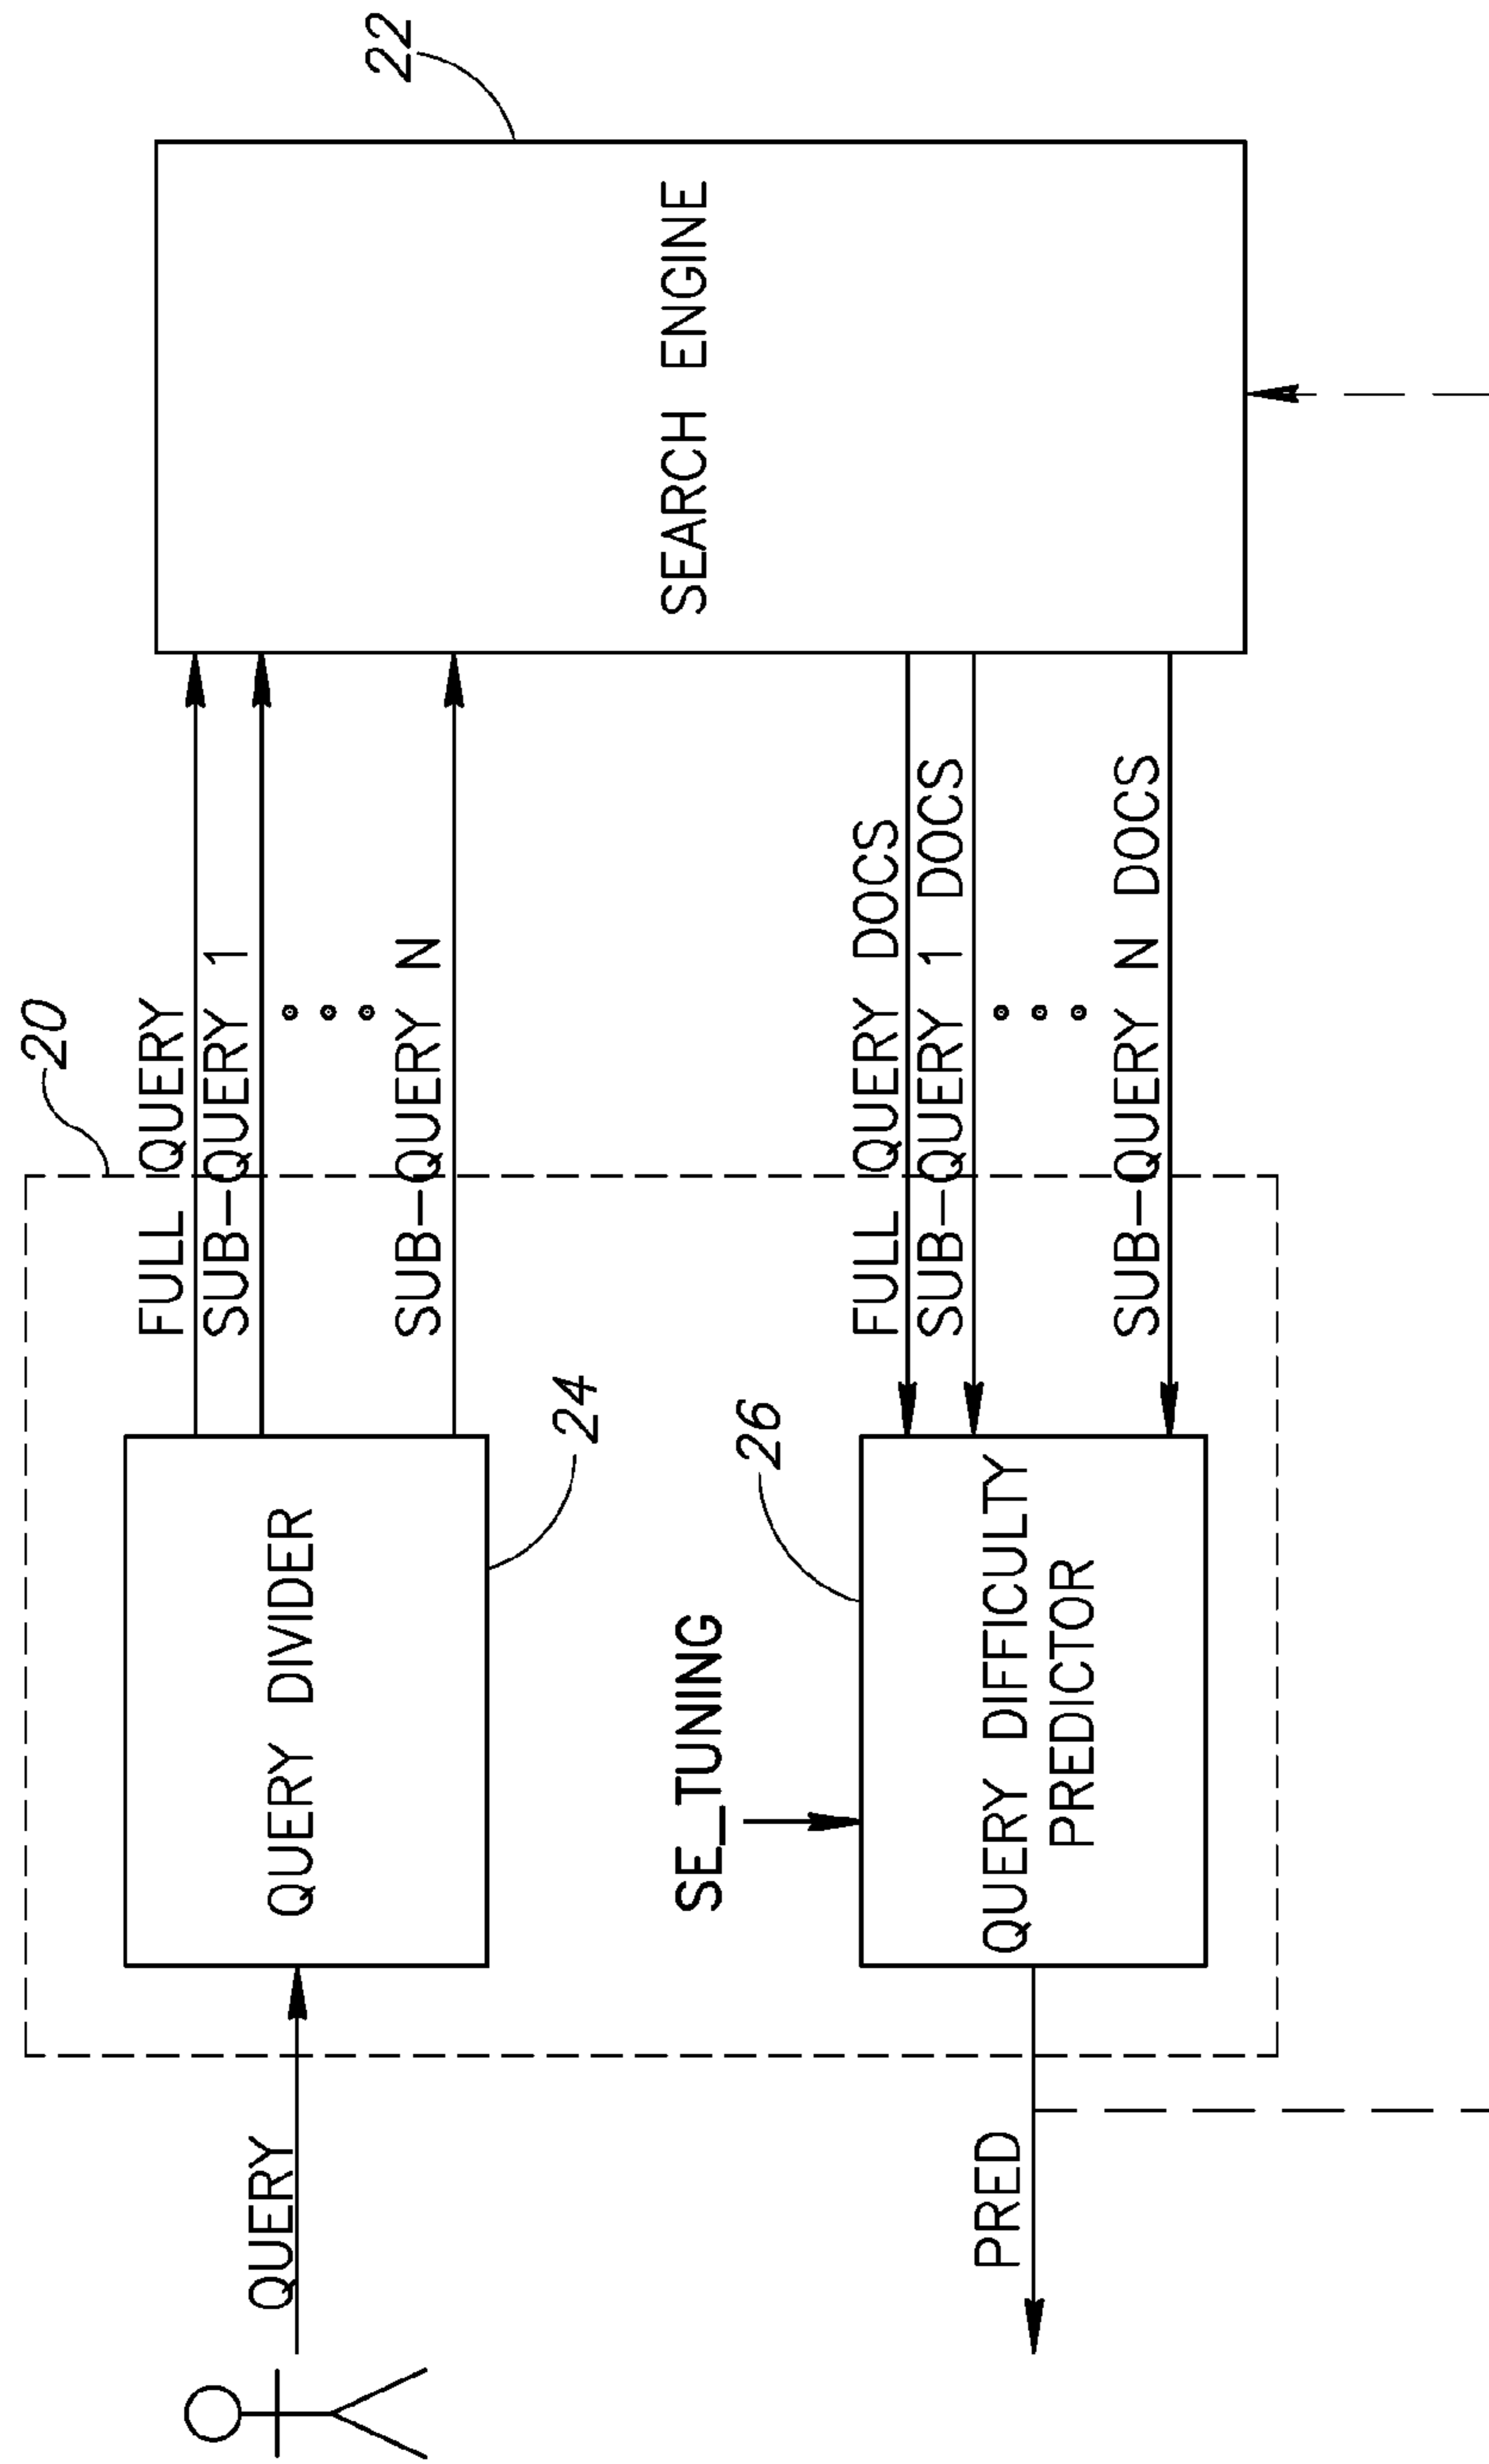 20
22
QUERY
QUERY DIVIDER
24
FULL QUERY
SUB-QUERY 1
SUB-QUERY N
SEARCH ENGINE
SE_TUNING
26
QUERY DIFFICULTY
PREDICTOR
FULL QUERY DOCS
SUB-QUERY 1 DOCS
SUB-QUERY N DOCS
PRED